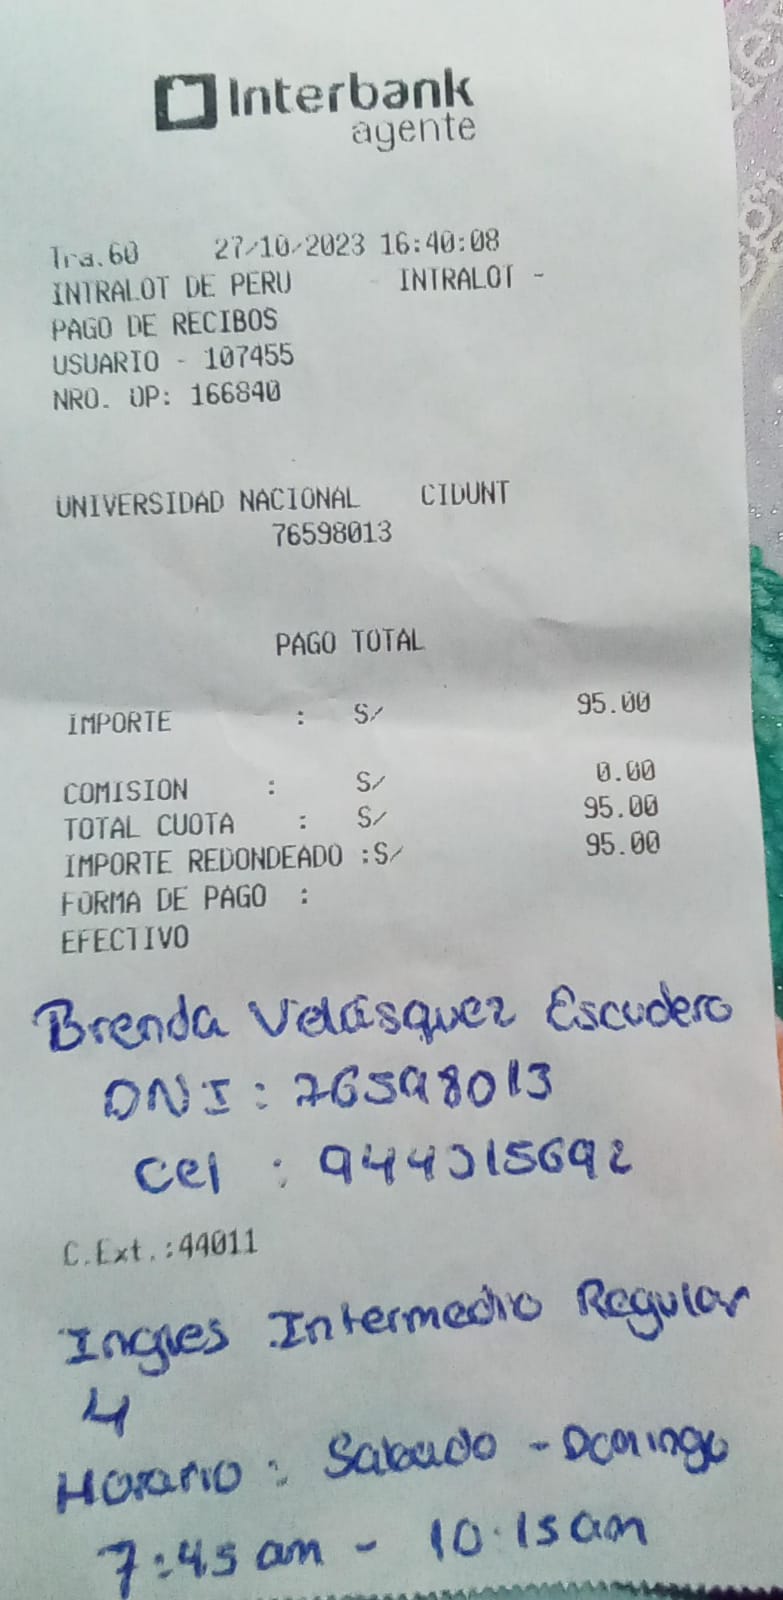 Interbank
agente
Tra.60 27/10/2023 16:40:08
INTRALOT DE PERU INTRALOT -
PAGO DE RECIBOS
USUARIO - 107455
NRO. OP: 166840
UNIVERSIDAD NACIONAL CIDUNT
76598013
PAGO TOTAL
IMPORTE : S/ 95.00
COMISION : S/ 0.00
TOTAL CUOTA : S/ 95.00
IMPORTE REDONDEADO :S/ 95.00
FORMA DE PAGO :
EFECTIVO
Brenda Velásquez Escudero
DNI : 76598013
Cel : 944315692
C.Ext.:44011
Ingles Intermedio Regular
4
Horario : Sabado - Domingo
7:45 am - 10:15 am